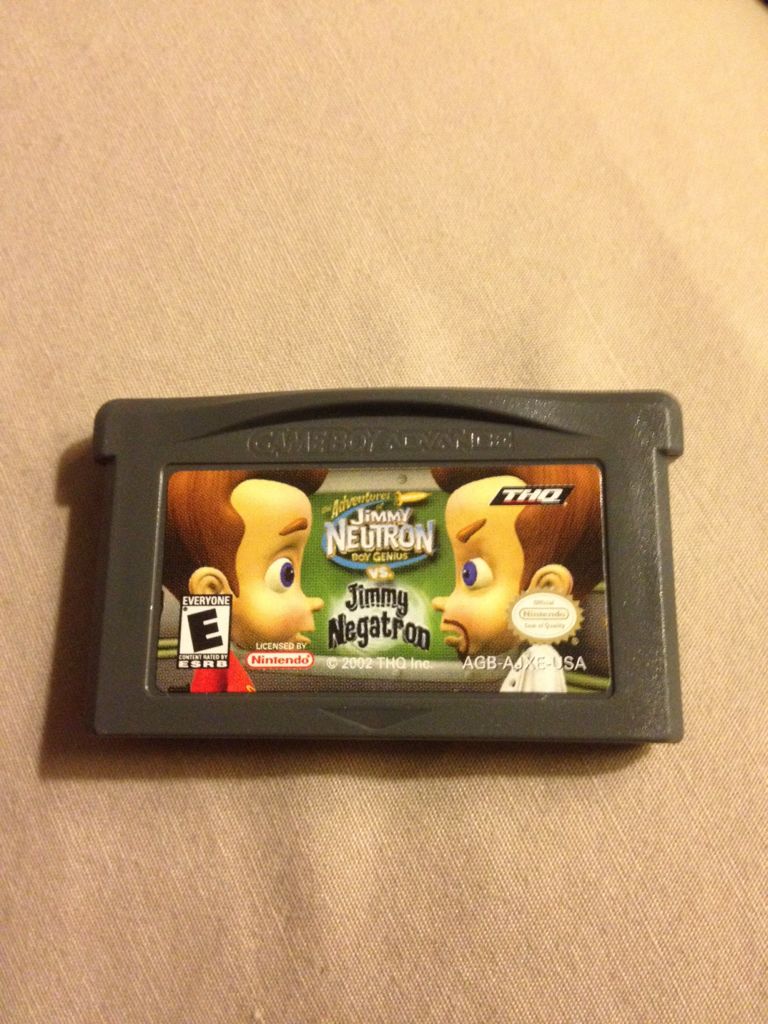 GAME BOY ADVANCE
THQ
The Adventures of
JIMMY
NEUTRON
BOY GENIUS
VS.
Jimmy
Negatron
EVERYONE
E
CONTENT RATED BY
ESRB
LICENSED BY
Nintendo
© 2002 THQ Inc.
Official
Nintendo
Seal of Quality
AGB-AJXE-USA